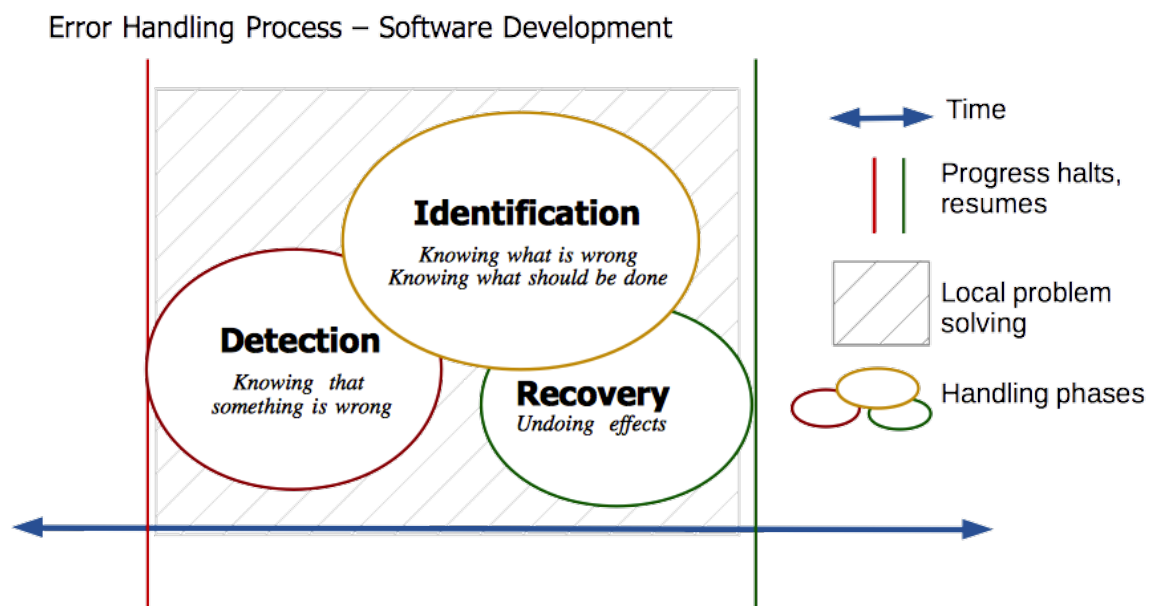 Error Handling Process – Software Development
Identification
Knowing what is wrong
Knowing what should be done
Detection
Knowing that
something is wrong
Recovery
Undoing effects
Time
Progress halts,
resumes
Local problem
solving
Handling phases